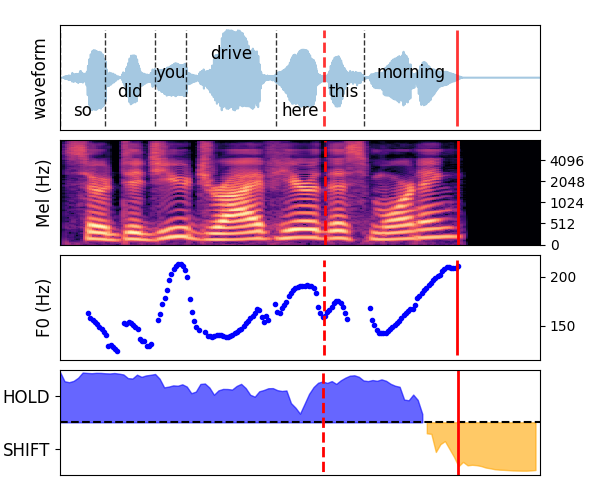 waveform
so
did
you
drive
here
this
morning
Mel (Hz)
4096
2048
1024
512
0
F0 (Hz)
200
150
HOLD
SHIFT